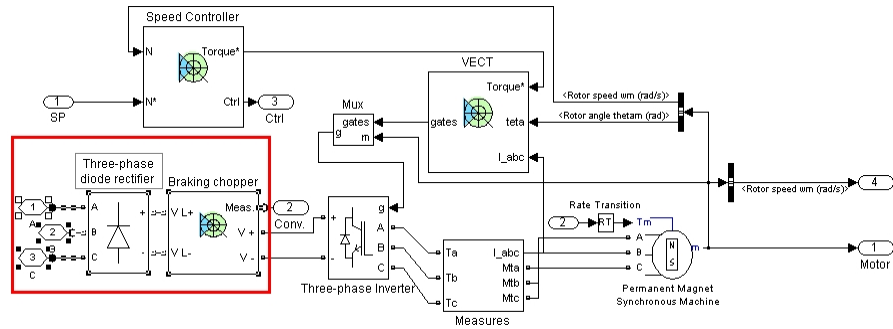 Speed Controller
N
Torque*
N*
Ctrl
1
SP
3
Ctrl
VECT
Torque*
gates
teta
I_abc
Mux
gates
g
m
<Rotor speed wm (rad/s)>
<Rotor angle thetam (rad)>
<Rotor speed wm (rad/s)>
4
Three-phase
diode rectifier
Braking chopper
1
A
2
B
3
C
A
B
C
+
-
V L+
V L-
Meas.
V +
V -
2
Conv.
g
+
-
A
B
C
Three-phase Inverter
Ta
Tb
Tc
I_abc
Mta
Mtb
Mtc
Measures
Rate Transition
2
RT
Tm
A
B
C
N
S
m
Permanent Magnet
Synchronous Machine
1
Motor